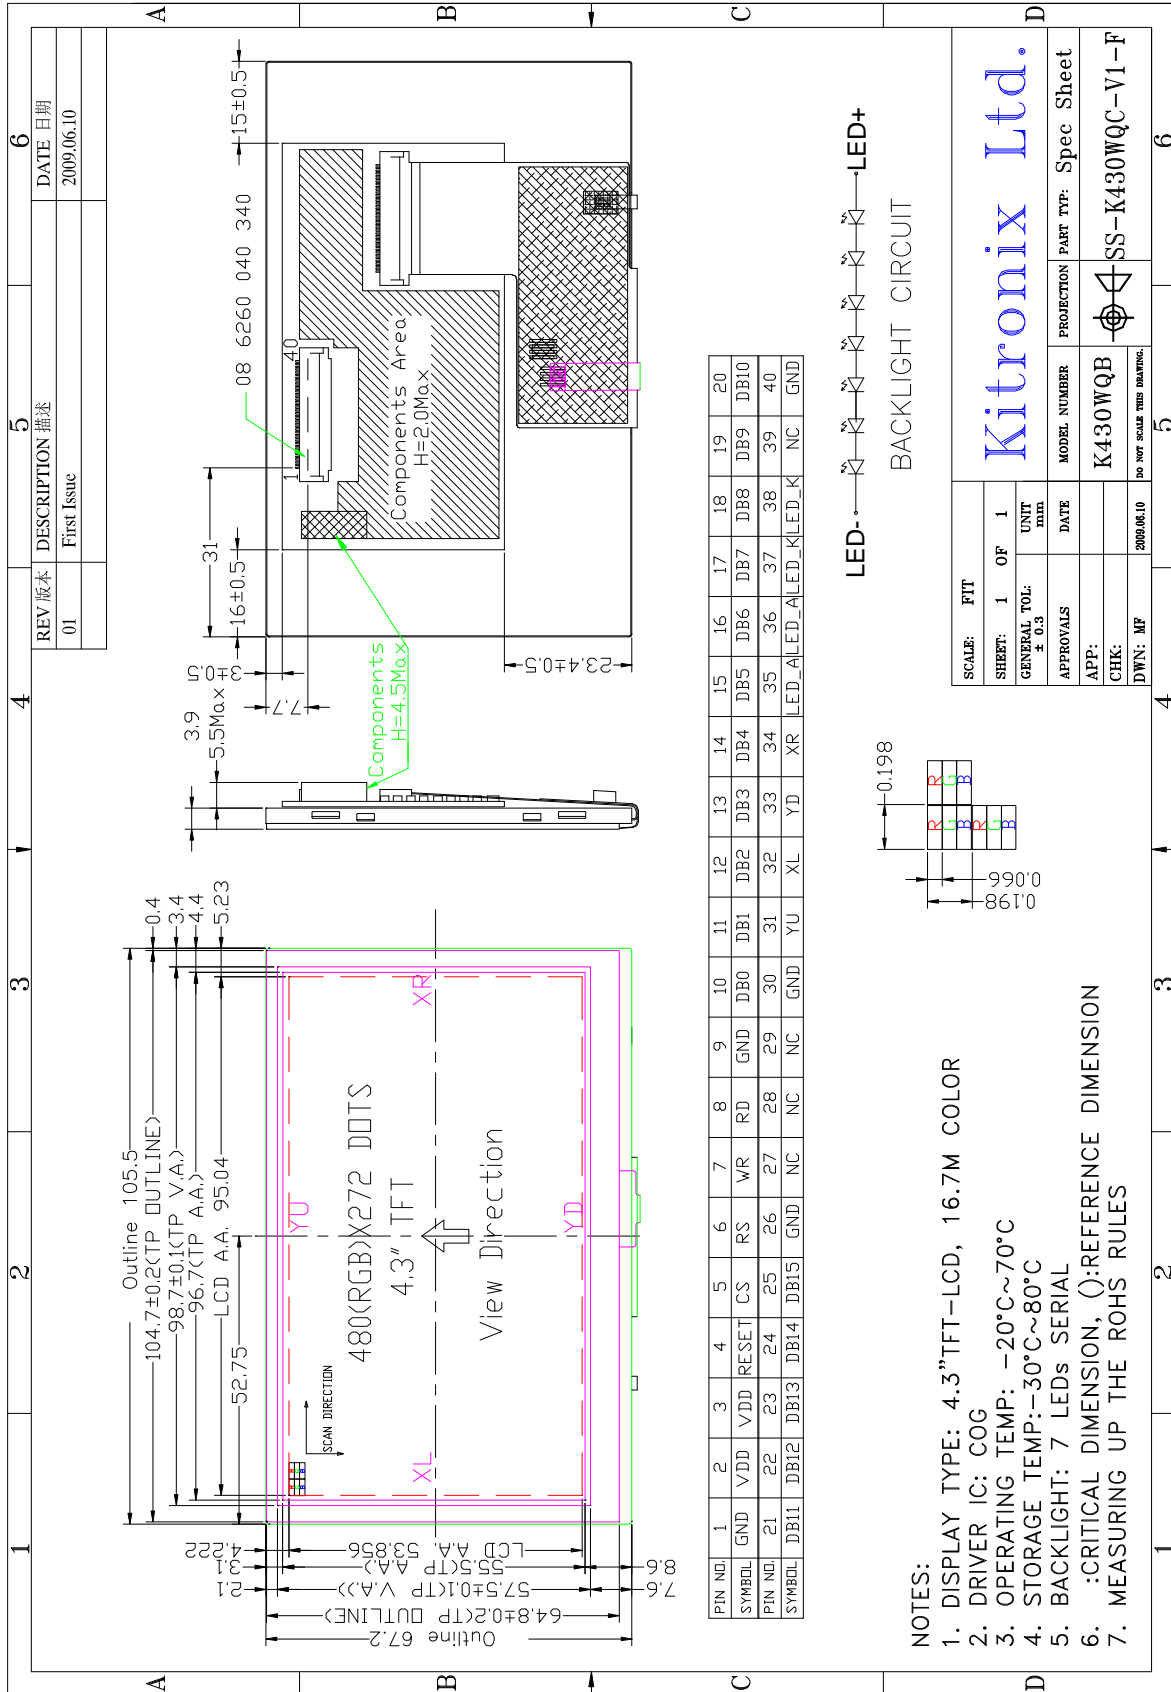 1 2 3 4 5 6
A B C D
REV 版本 DESCRIPTION 描述 DATE 日期
01 First Issue 2009.06.10
Outline 105.5
104.7±0.2(TP OUTLINE)
98.7±0.1(TP V.A.)
96.7(TP A.A.)
LCD A.A. 95.04
52.75
0.4
3.4
4.4
5.23
Outline 67.2
64.8±0.2(TP OUTLINE)
57.5±0.1(TP V.A.)
55.5(TP A.A.)
LCD A.A 53.856
2.1
3.1
4.222
7.6
8.6
YU
XL
XR
YD
SCAN DIRECTION
R G B
480(RGB)X272 DOTS
4.3" TFT
View Direction
3.9
5.5Max
Components
H=4.5Max
3±0.5
7.7
23.4±0.5
16±0.5
31
15±0.5
08 6260 040 340
1 40
Components Area
H=2.0Max
PIN NO. 1 2 3 4 5 6 7 8 9 10 11 12 13 14 15 16 17 18 19 20
SYMBOL GND VDD VDD RESET CS RS WR RD GND DB0 DB1 DB2 DB3 DB4 DB5 DB6 DB7 DB8 DB9 DB10
PIN NO. 21 22 23 24 25 26 27 28 29 30 31 32 33 34 35 36 37 38 39 40
SYMBOL DB11 DB12 DB13 DB14 DB15 GND NC NC NC GND YU XL YD XR LED_A LED_A LED_K LED_K NC GND
LED- LED+
BACKLIGHT CIRCUIT
0.198
0.066
0.198
R G B
R G B
R G B
NOTES:
1. DISPLAY TYPE: 4.3"TFT-LCD, 16.7M COLOR
2. DRIVER IC: COG
3. OPERATING TEMP: -20°C~70°C
4. STORAGE TEMP:-30°C~80°C
5. BACKLIGHT: 7 LEDs SERIAL
6. :CRITICAL DIMENSION, ():REFERENCE DIMENSION
7. MEASURING UP THE ROHS RULES
SCALE: FIT
SHEET: 1 OF 1
GENERAL TOL: ± 0.3
UNIT mm
APPROVALS DATE
APP:
CHK:
DWN: MF 2009.06.10
Kitronix Ltd.
MODEL NUMBER PROJECTION PART TYP: Spec Sheet
K430WQB SS-K430WQC-V1-F
DO NOT SCALE THIS DRAWING.
A B C D
1 2 3 4 5 6